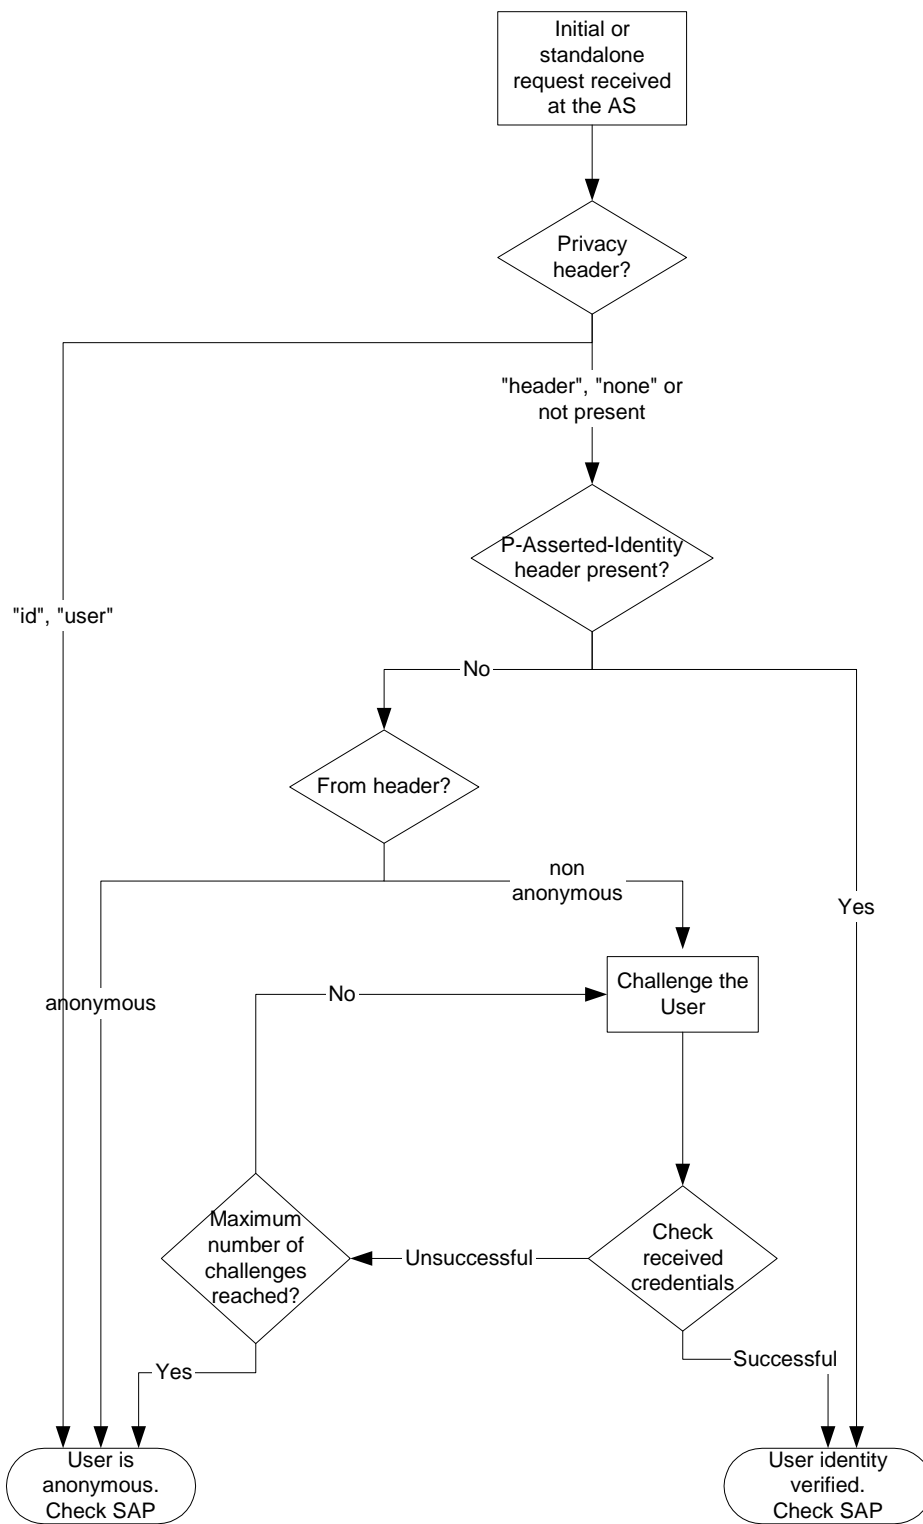 Initial or
standalone
request received
at the AS
Privacy
header?
"header", "none" or
not present
P-Asserted-Identity
header present?
"id", "user"
No
From header?
non
anonymous
Yes
anonymous
No
Challenge the
User
Maximum
number of
challenges
reached?
Unsuccessful
Check
received
credentials
Yes
Successful
User is
anonymous.
Check SAP
User identity
verified.
Check SAP